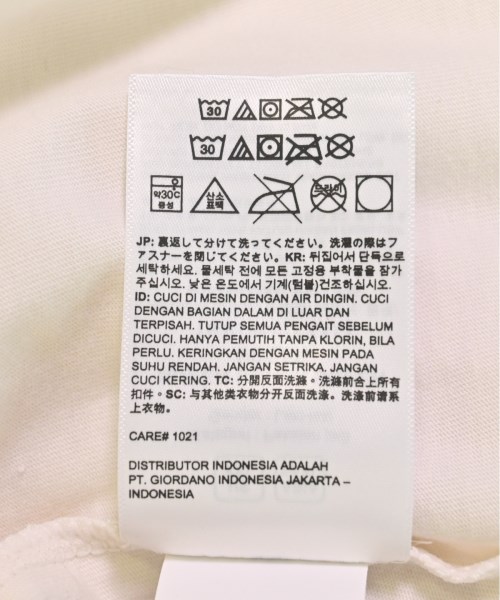 30
30
약30℃
중성
산소
표백
드라이
JP: 裏返して分けて洗ってください。洗濯の際はフ
ァスナーを閉じてください。KR: 뒤집어서 단독으로
세탁하세요. 물세탁 전에 모든 고정용 부착물을 잠가
주십시오. 낮은 온도에서 기계(텀블)건조하십시오.
ID: CUCI DI MESIN DENGAN AIR DINGIN. CUCI
DENGAN BAGIAN DALAM DI LUAR DAN
TERPISAH. TUTUP SEMUA PENGAIT SEBELUM
DICUCI. HANYA PEMUTIH TANPA KLORIN, BILA
PERLU. KERINGKAN DENGAN MESIN PADA
SUHU RENDAH. JANGAN SETRIKA. JANGAN
CUCI KERING. TC: 分開反面洗滌。洗滌前合上所有
扣件。SC: 与其他类衣物分开反面洗涤。洗涤前请系
上衣物。
CARE# 1021
DISTRIBUTOR INDONESIA ADALAH
PT. GIORDANO INDONESIA JAKARTA –
INDONESIA